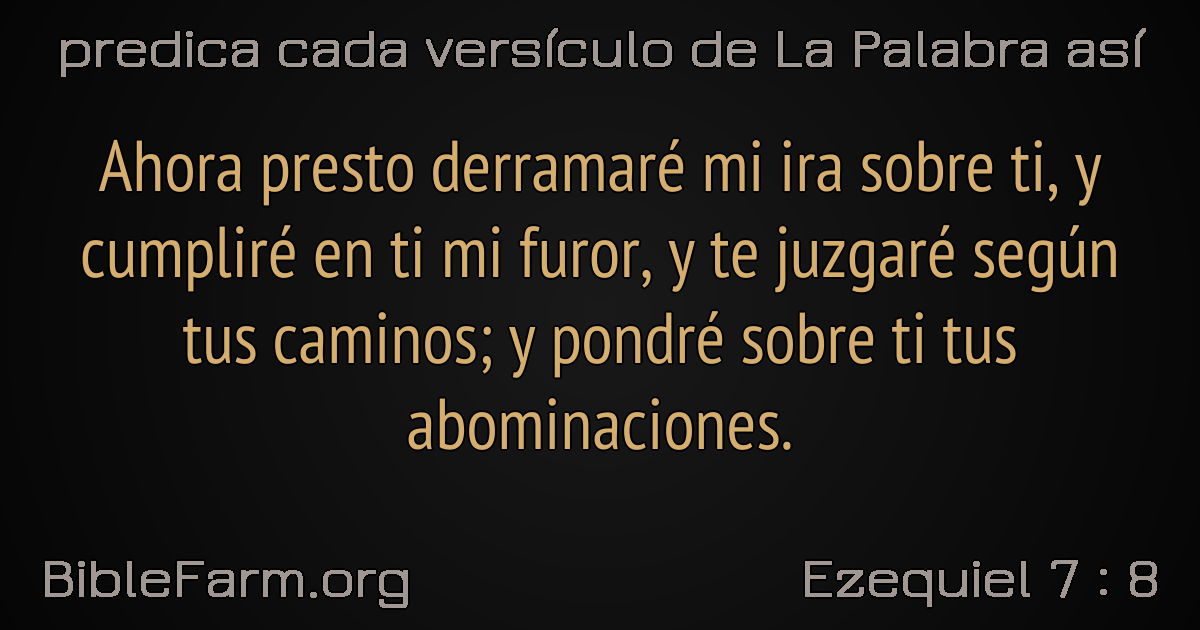 predica cada versículo de La Palabra así
Ahora presto derramaré mi ira sobre ti, y
cumpliré en ti mi furor, y te juzgaré según
tus caminos; y pondré sobre ti tus
abominaciones.
BibleFarm.org
Ezequiel 7 : 8